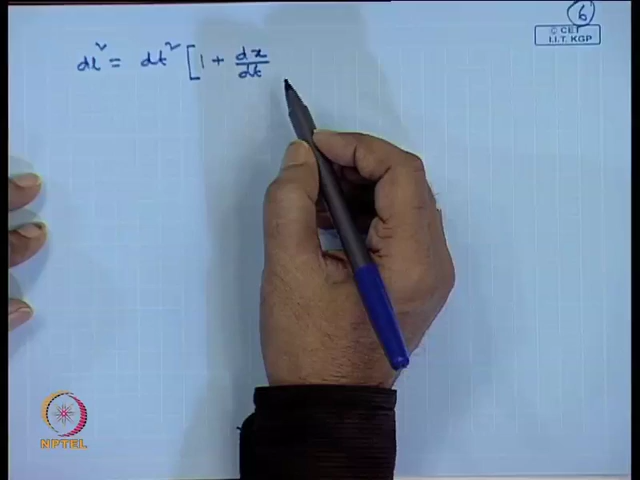 6
© CET
I.I.T. KGP
dl² = dt² [1 + dx/dt
NPTEL